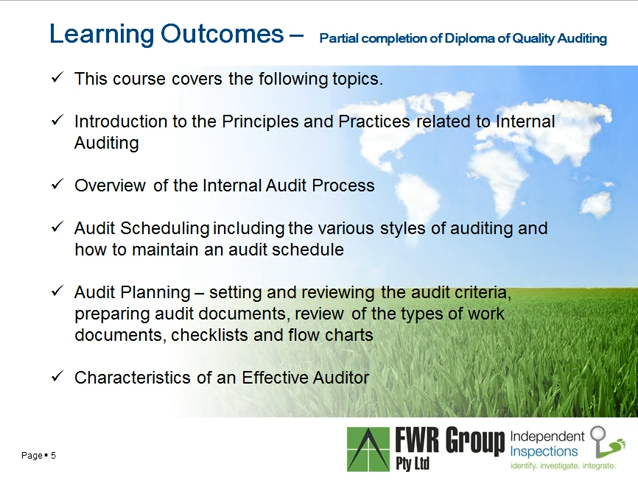 Learning Outcomes – Partial completion of Diploma of Quality Auditing
✓ This course covers the following topics.
✓ Introduction to the Principles and Practices related to Internal
Auditing
✓ Overview of the Internal Audit Process
✓ Audit Scheduling including the various styles of auditing and
how to maintain an audit schedule
✓ Audit Planning – setting and reviewing the audit criteria,
preparing audit documents, review of the types of work
documents, checklists and flow charts
✓ Characteristics of an Effective Auditor
Page ▪ 5
FWR Group
Pty Ltd
Independent
Inspections
identify. investigate. integrate.